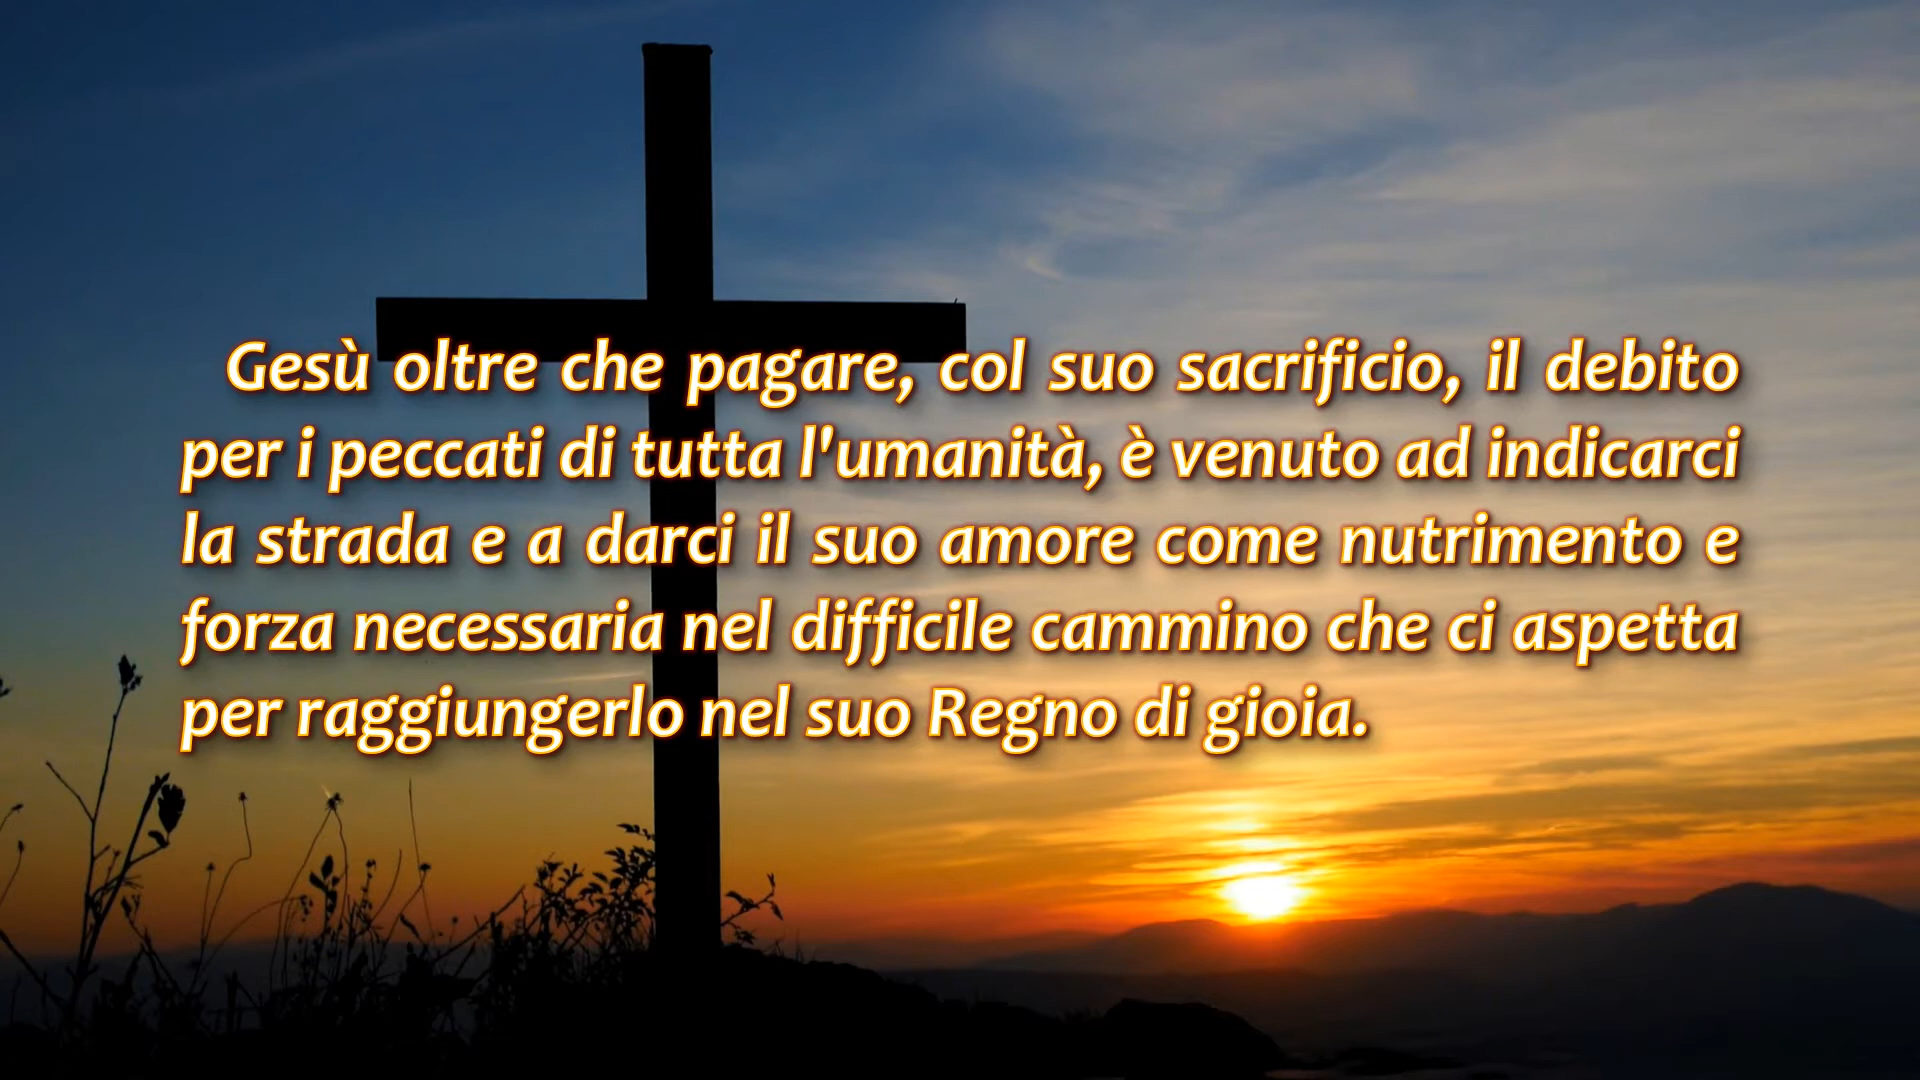 Gesù oltre che pagare, col suo sacrificio, il debito
per i peccati di tutta l'umanità, è venuto ad indicarci
la strada e a darci il suo amore come nutrimento e
forza necessaria nel difficile cammino che ci aspetta
per raggiungerlo nel suo Regno di gioia.